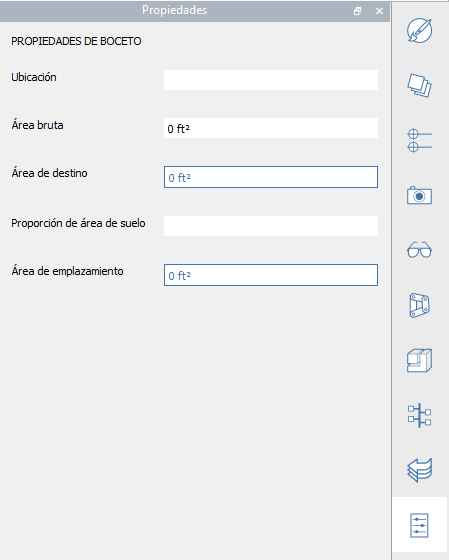 Propiedades
PROPIEDADES DE BOCETO
Ubicación
Área bruta
0 ft²
Área de destino
0 ft²
Proporción de área de suelo
Área de emplazamiento
0 ft²